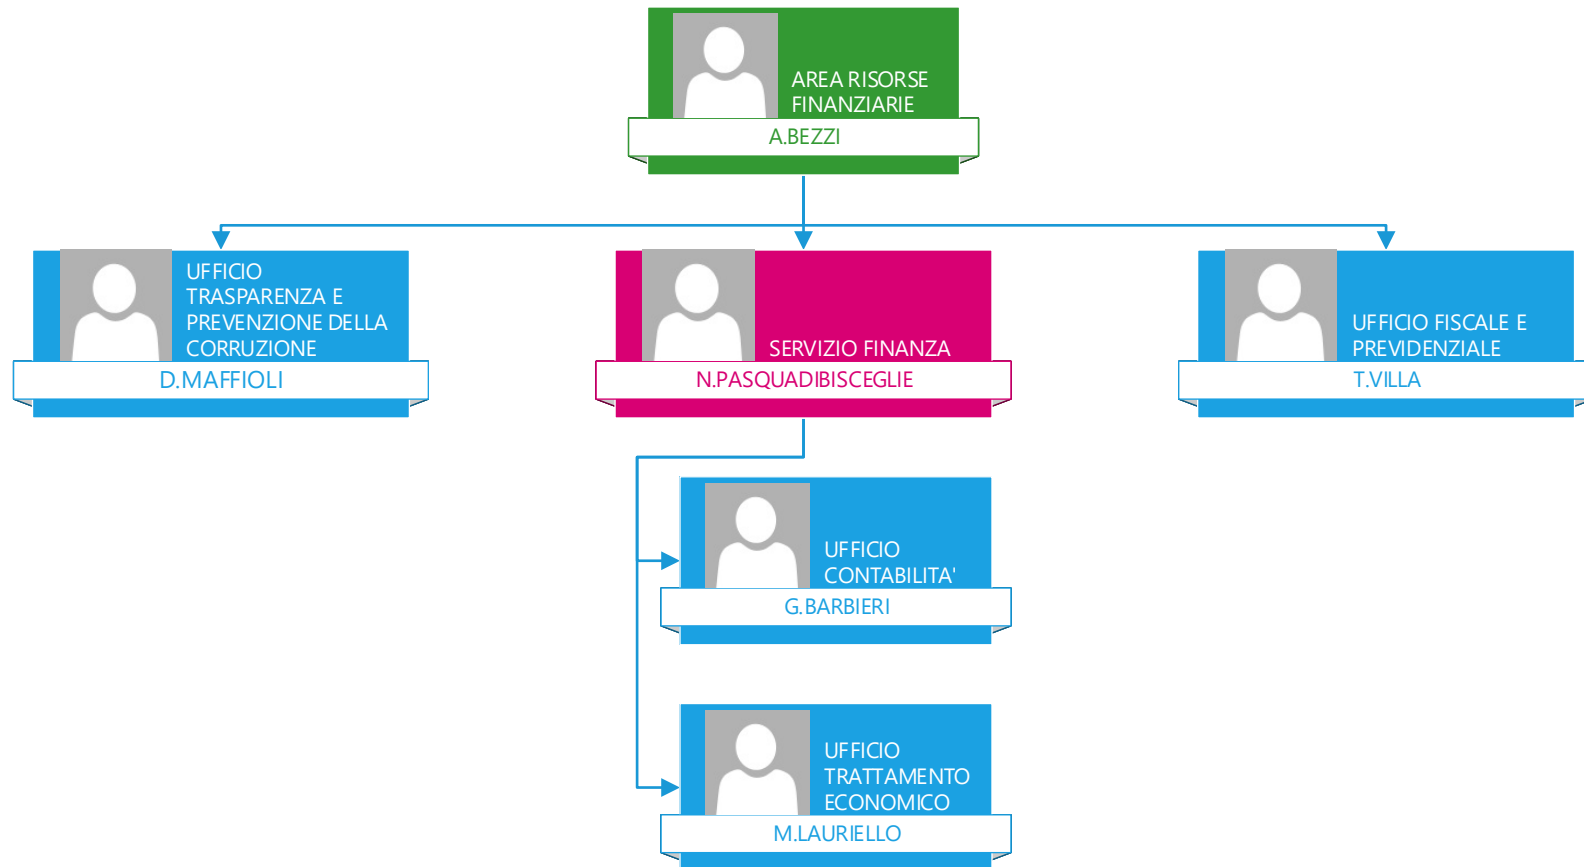 AREA RISORSE
FINANZIARIE
A.BEZZI
UFFICIO
TRASPARENZA E
PREVENZIONE DELLA
CORRUZIONE
D.MAFFIOLI
SERVIZIO FINANZA
N.PASQUADIBISCEGLIE
UFFICIO FISCALE E
PREVIDENZIALE
T.VILLA
UFFICIO
CONTABILITA'
G.BARBIERI
UFFICIO
TRATTAMENTO
ECONOMICO
M.LAURIELLO